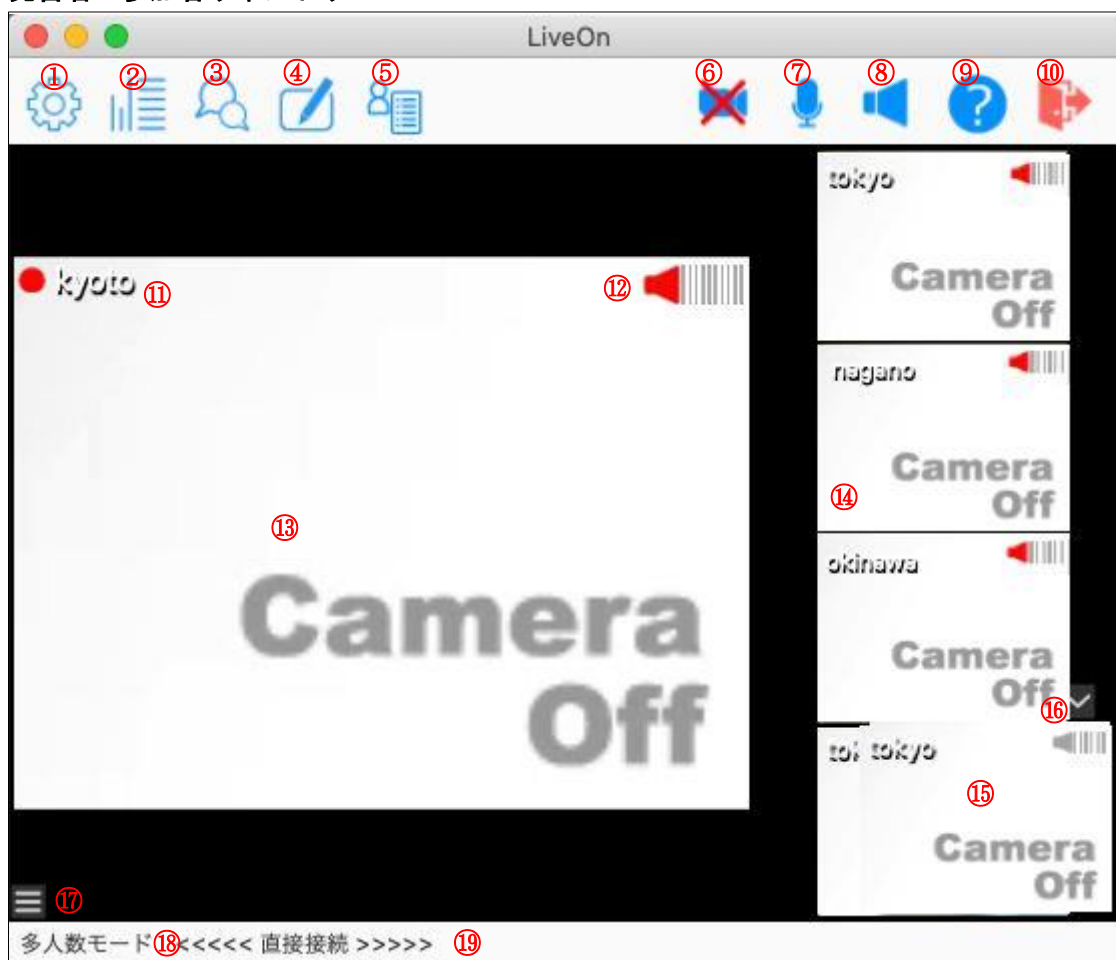 LiveOn
① ② ③ ④ ⑤ ⑥ ⑦ ⑧ ⑨ ⑩
tokyo
kyoto ⑪ ⑫
Camera
Off
nagano
Camera
Off
⑭
⑬
okinawa
Camera
Off
⑯
Camera
Off
tok tokyo
⑮
Camera
Off
⑰
多人数モード ⑱ <<<<< 直接接続 >>>>> ⑲